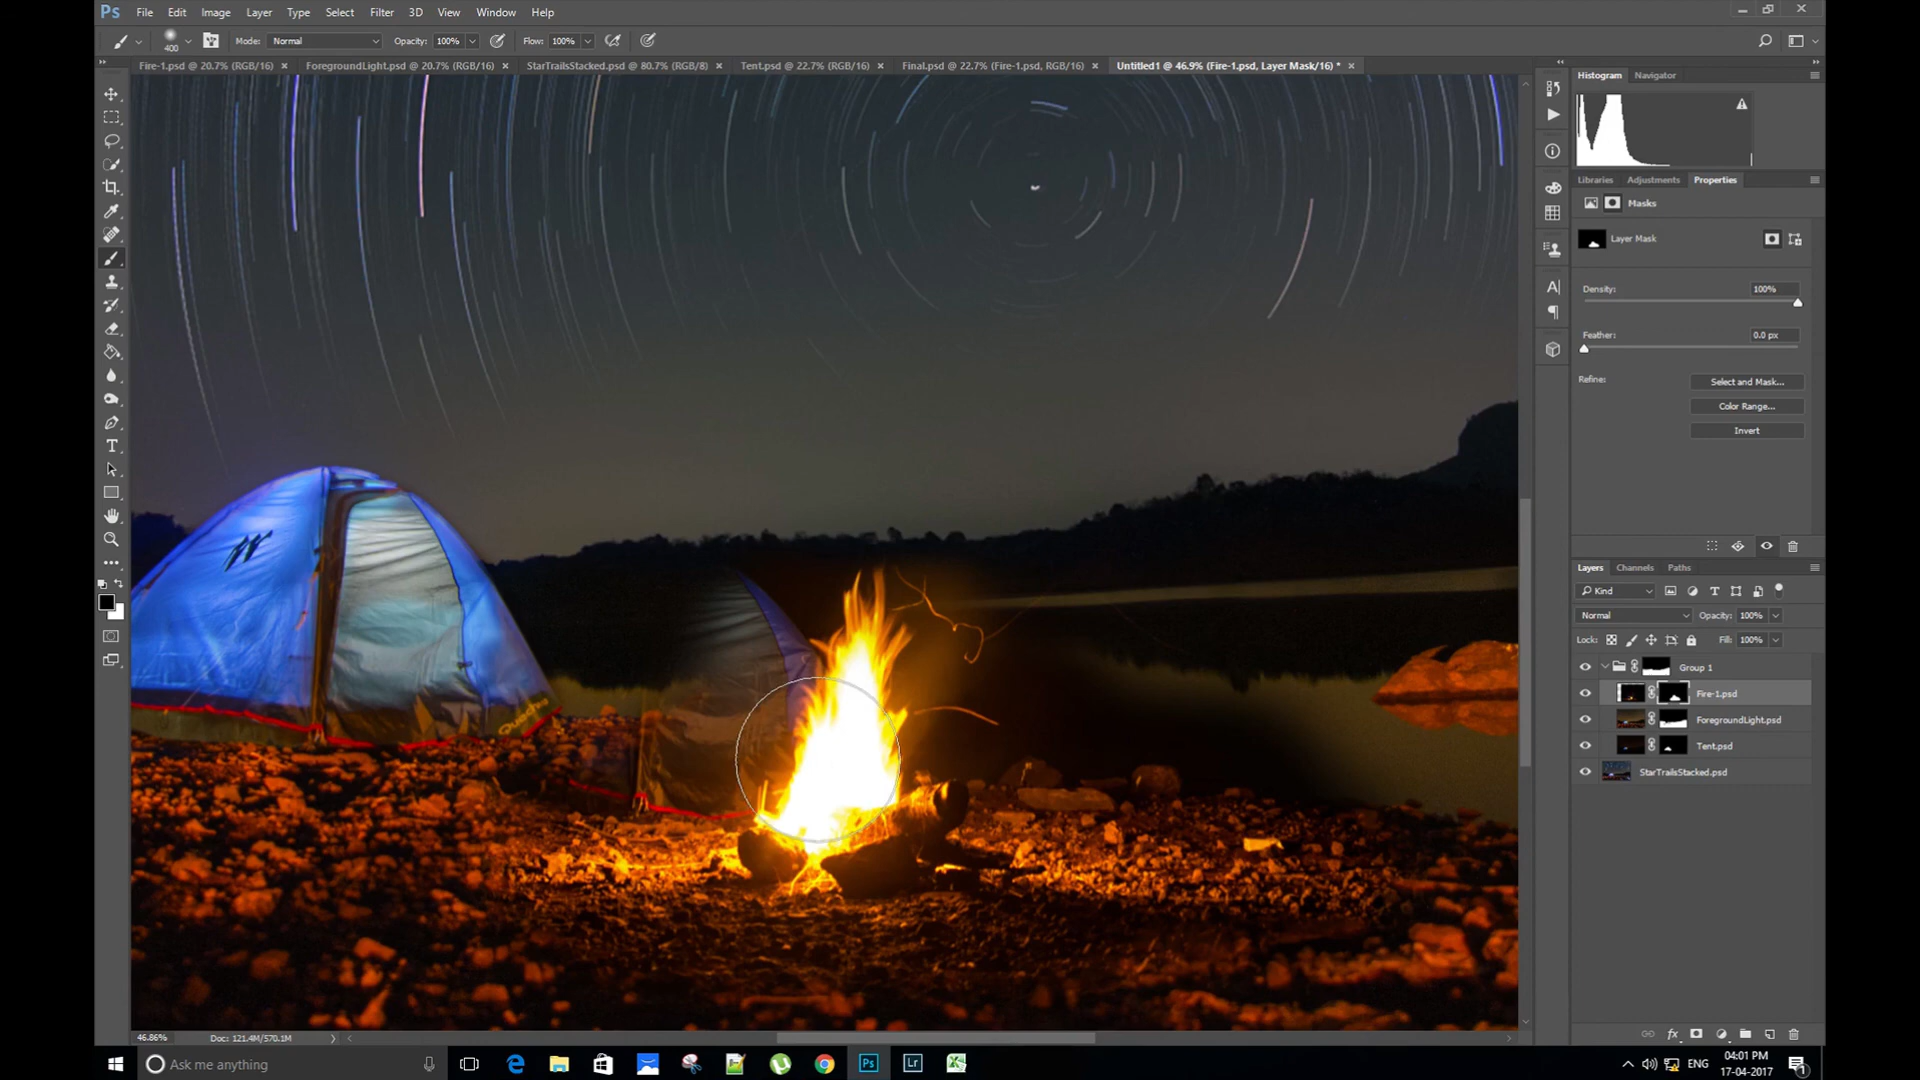 Ps File Edit Image Layer Type Select Filter 3D View Window Help
400 Mode: Normal Opacity: 100% Flow: 100%
Fire-1.psd @ 20.7% (RGB/16) × ForegroundLight.psd @ 20.7% (RGB/16) × StarTrailsStacked.psd @ 80.7% (RGB/8) × Tent.psd @ 22.7% (RGB/16) × Final.psd @ 22.7% (Fire-1.psd, RGB/16) × Untitled1 @ 46.9% (Fire-1.psd, Layer Mask/16) * ×
Histogram Navigator
Libraries Adjustments Properties
Masks
Layer Mask
Density: 100%
Feather: 0.0 px
Refine: Select and Mask...
Color Range...
Invert
Quechua
Layers Channels Paths
Kind
Normal Opacity: 100%
Lock: Fill: 100%
Group 1
Fire-1.psd
ForegroundLight.psd
Tent.psd
StarTrailsStacked.psd
fx
46.86% Doc: 121.4M/570.1M
Ask me anything
Ps Lr
ENG
04:01 PM
17-04-2017
1